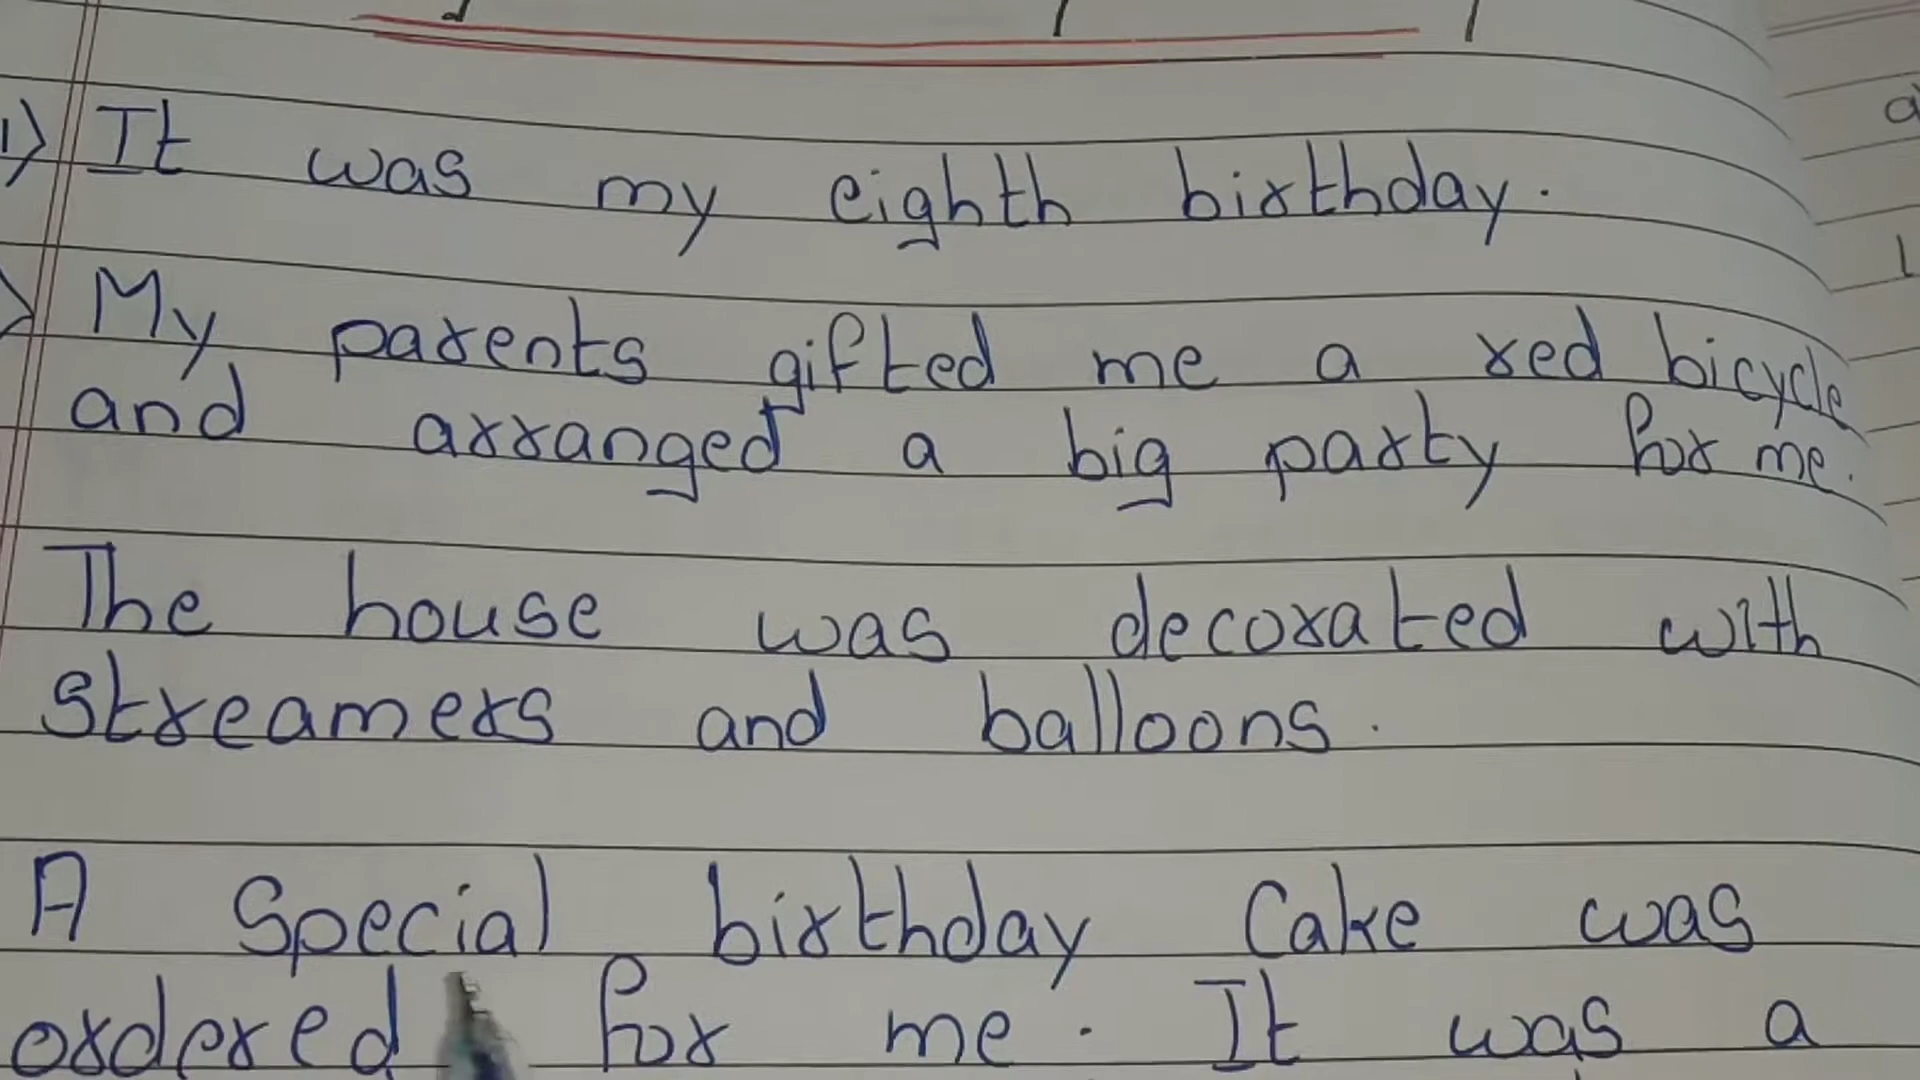 1) It was my eighth birthday.
My parents gifted me a red bicycle
and arranged a big party for me.
The house was decorated with
streamers and balloons.
A Special birthday Cake was
ordered for me. It was a